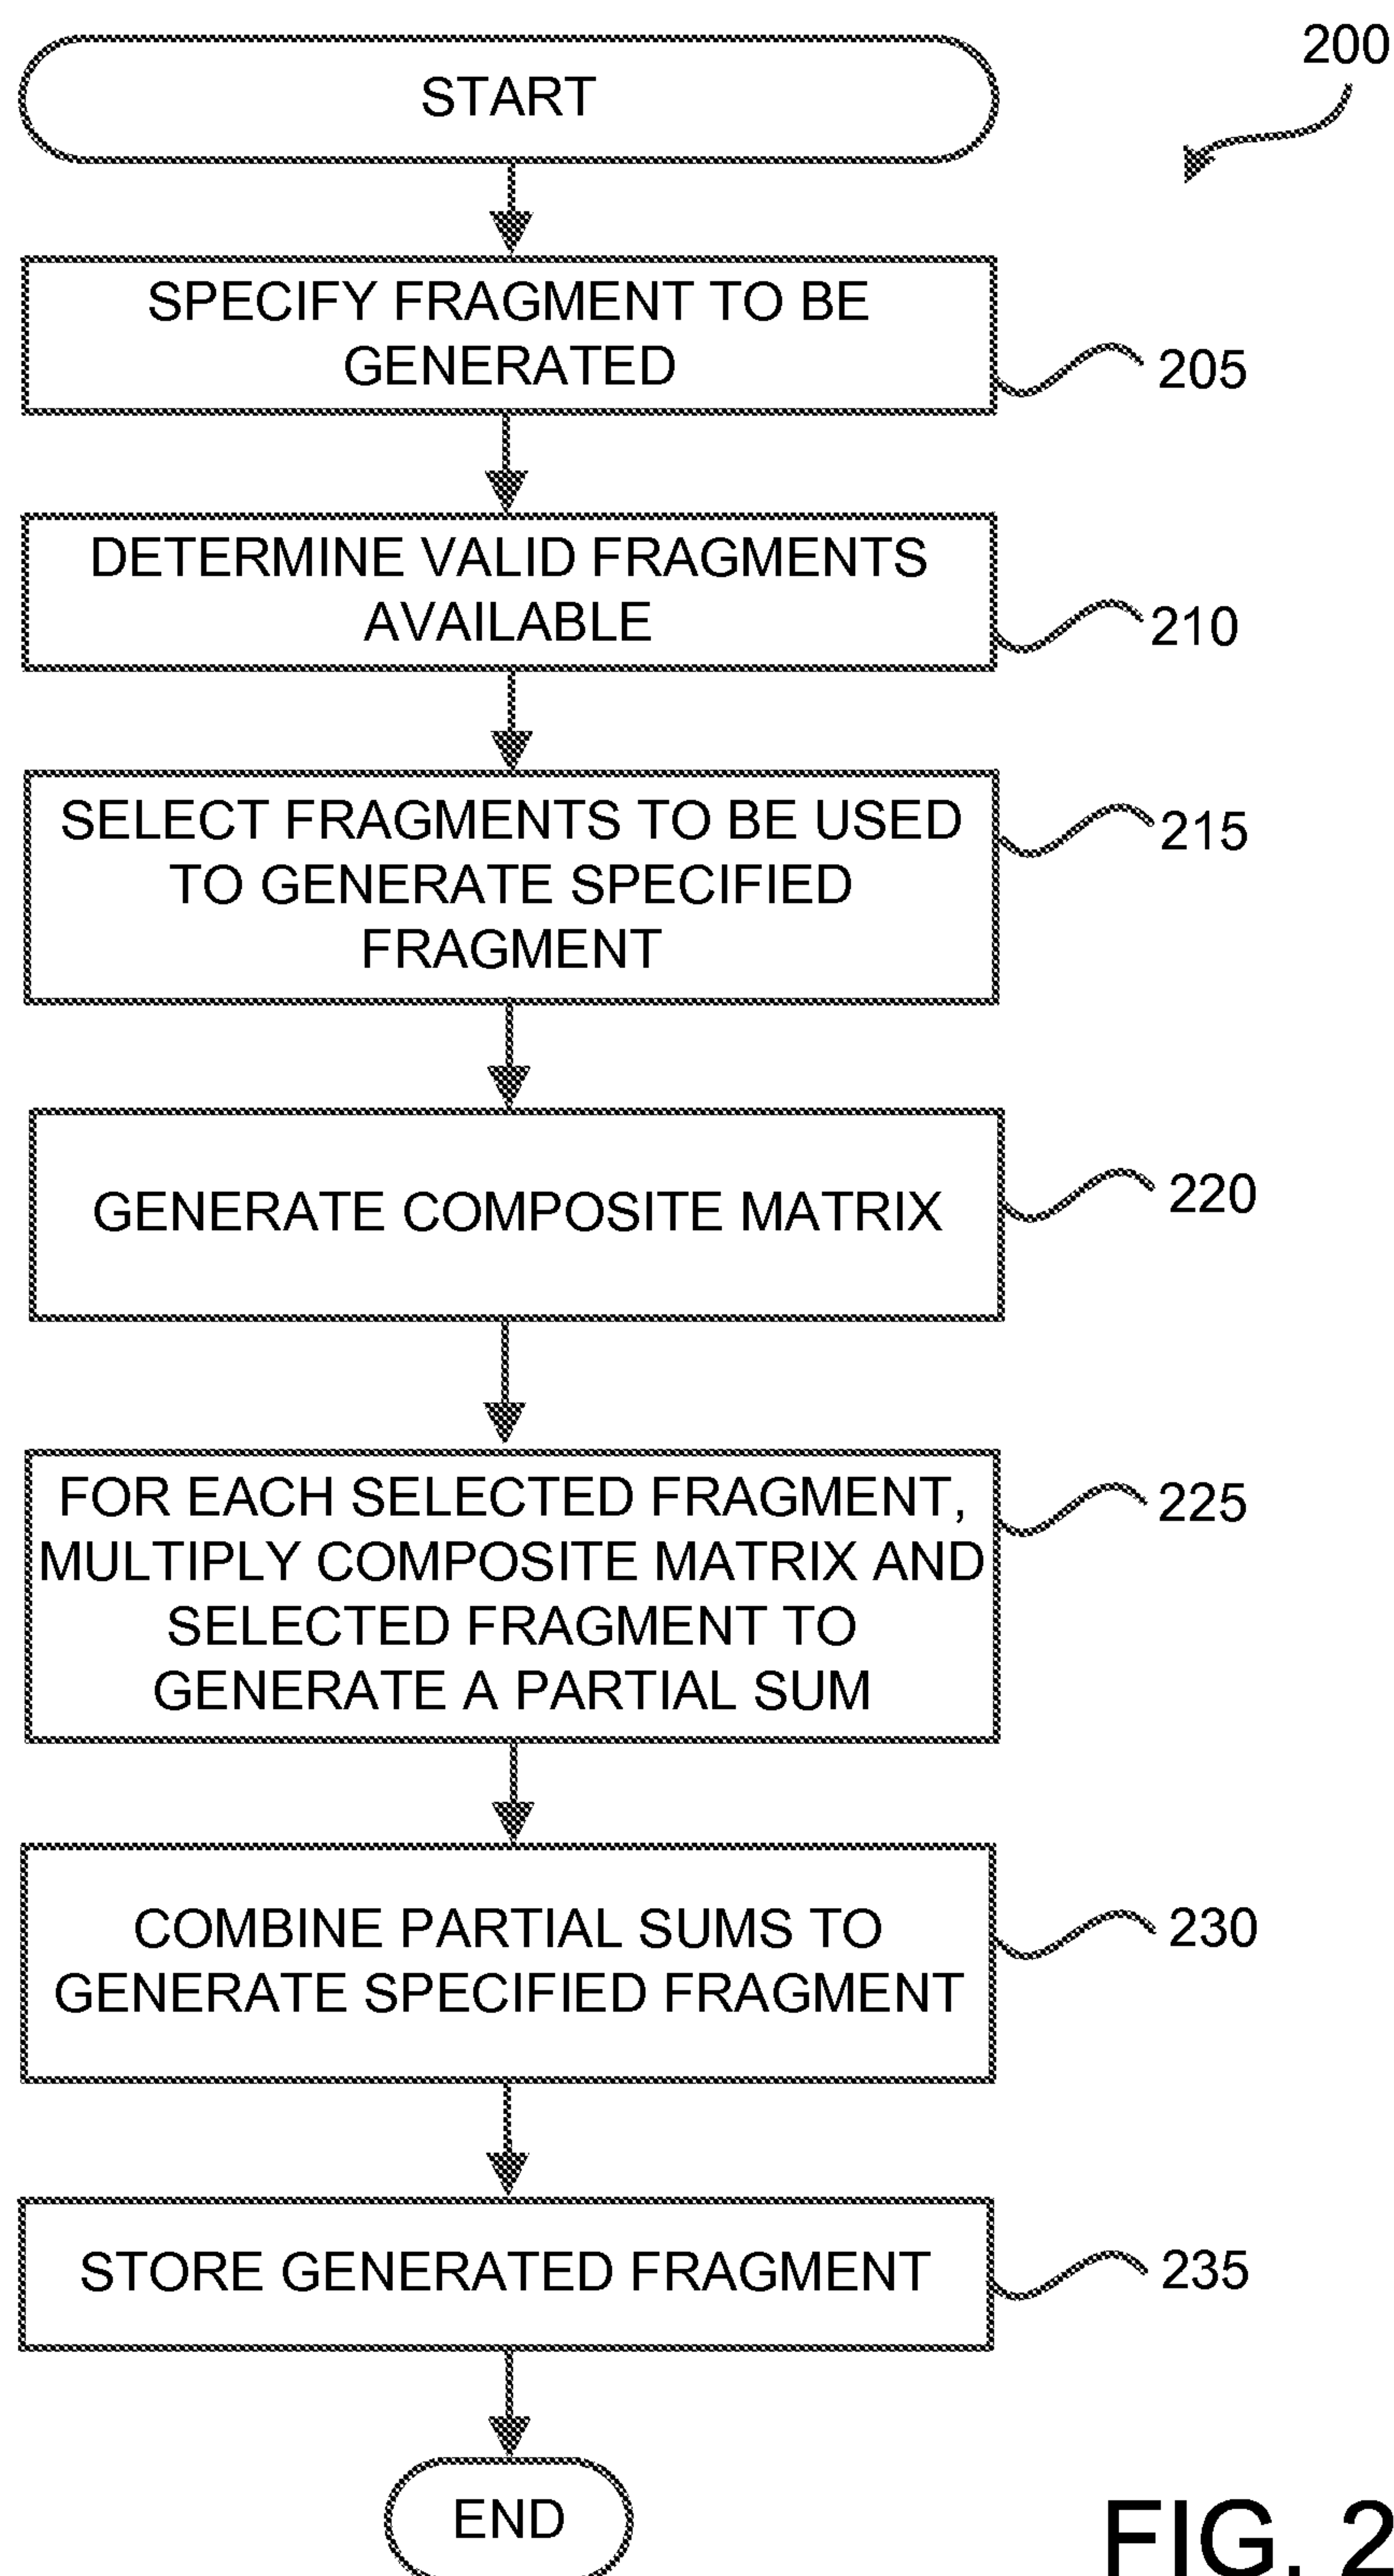 200
START
SPECIFY FRAGMENT TO BE
GENERATED
205
DETERMINE VALID FRAGMENTS
AVAILABLE
210
SELECT FRAGMENTS TO BE USED
TO GENERATE SPECIFIED
FRAGMENT
215
GENERATE COMPOSITE MATRIX
220
FOR EACH SELECTED FRAGMENT,
MULTIPLY COMPOSITE MATRIX AND
SELECTED FRAGMENT TO
GENERATE A PARTIAL SUM
225
COMBINE PARTIAL SUMS TO
GENERATE SPECIFIED FRAGMENT
230
STORE GENERATED FRAGMENT
235
END
FIG. 2